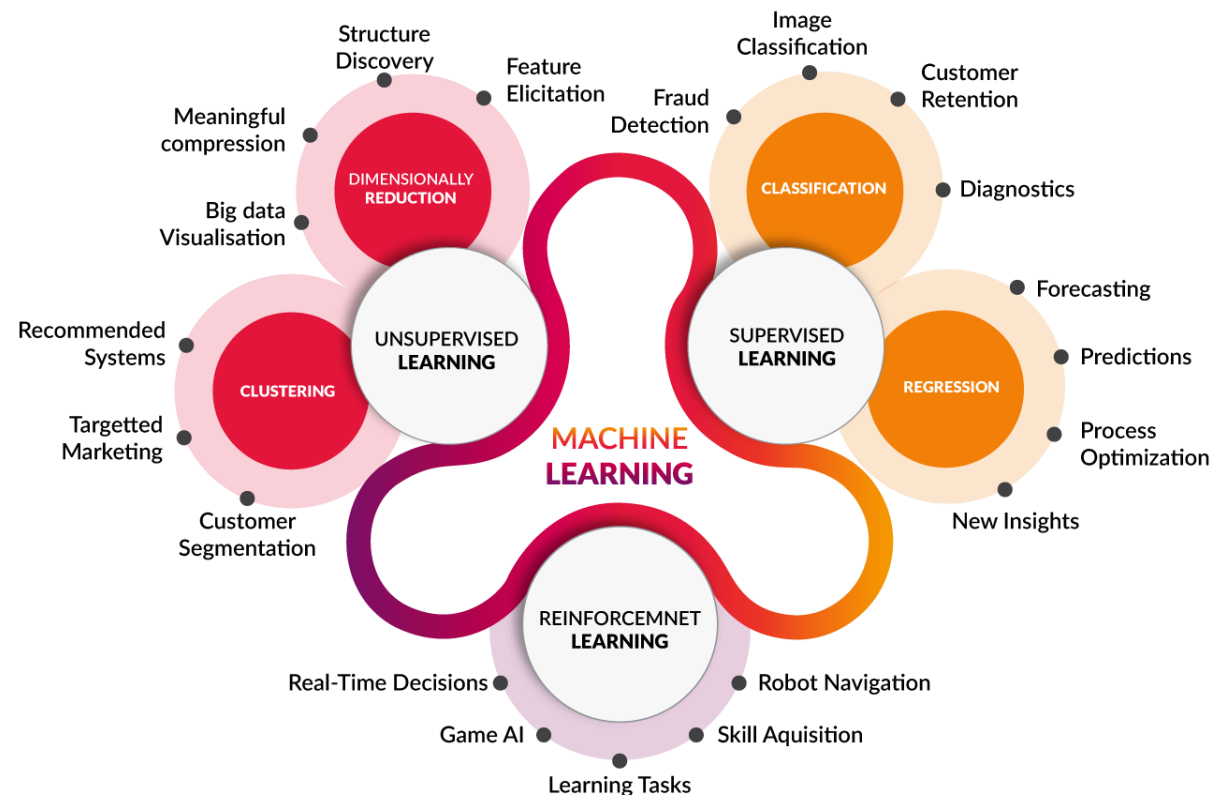 Structure
Discovery
Feature
Elicitation
Meaningful
compression
DIMENSIONALLY
REDUCTION
Big data
Visualisation
Recommended
Systems
CLUSTERING
Targetted
Marketing
Customer
Segmentation
UNSUPERVISED
LEARNING
Image
Classification
Customer
Retention
Fraud
Detection
CLASSIFICATION
Diagnostics
SUPERVISED
LEARNING
Forecasting
Predictions
REGRESSION
Process
Optimization
New Insights
MACHINE
LEARNING
REINFORCEMNET
LEARNING
Real-Time Decisions
Robot Navigation
Game AI
Skill Aquisition
Learning Tasks